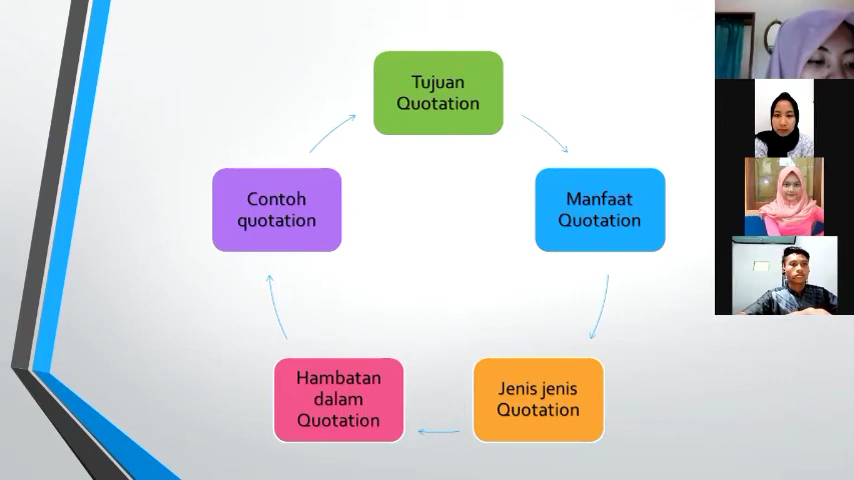 Tujuan
Quotation
Manfaat
Quotation
Jenis jenis
Quotation
Hambatan
dalam
Quotation
Contoh
quotation